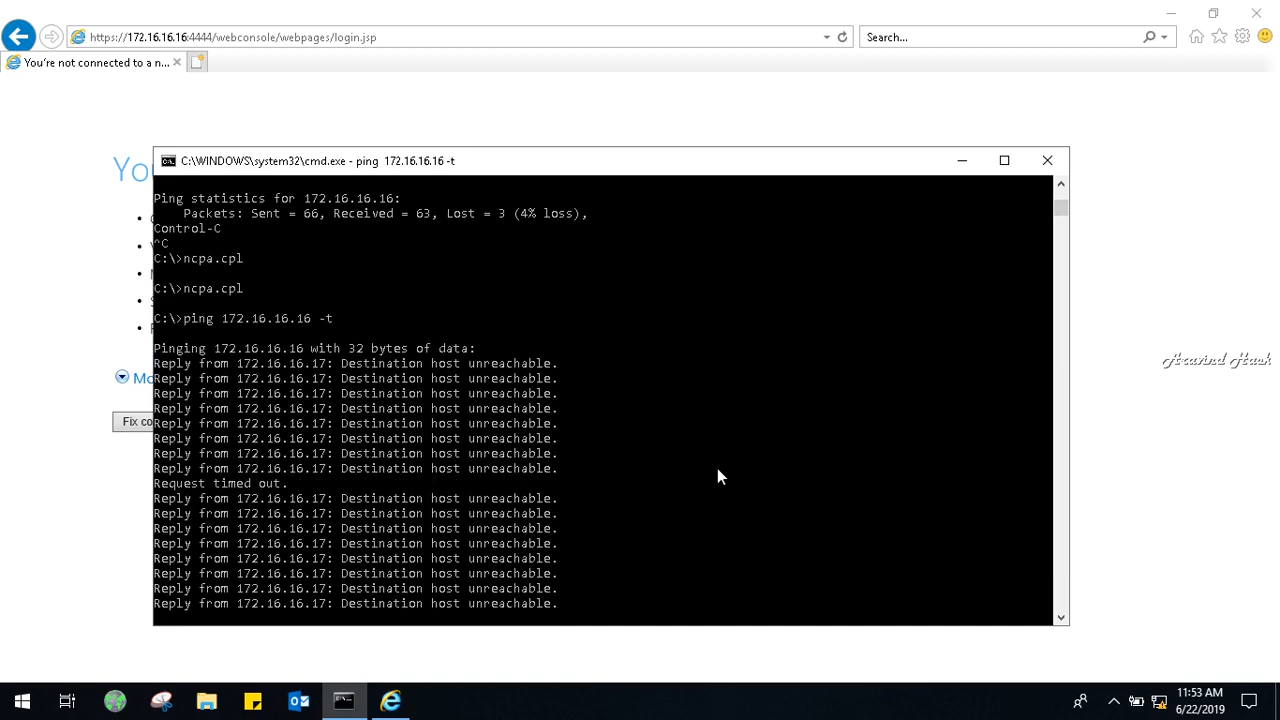 https://172.16.16.16:4444/webconsole/webpages/login.jsp
Search...
You're not connected to a n...
C:\WINDOWS\system32\cmd.exe - ping  172.16.16.16 -t
Ping statistics for 172.16.16.16:
Packets: Sent = 66, Received = 63, Lost = 3 (4% loss),
Control-C
^C
C:\>ncpa.cpl
C:\>ncpa.cpl
C:\>ping 172.16.16.16 -t
Pinging 172.16.16.16 with 32 bytes of data:
Reply from 172.16.16.17: Destination host unreachable.
Reply from 172.16.16.17: Destination host unreachable.
Reply from 172.16.16.17: Destination host unreachable.
Reply from 172.16.16.17: Destination host unreachable.
Reply from 172.16.16.17: Destination host unreachable.
Reply from 172.16.16.17: Destination host unreachable.
Reply from 172.16.16.17: Destination host unreachable.
Reply from 172.16.16.17: Destination host unreachable.
Request timed out.
Reply from 172.16.16.17: Destination host unreachable.
Reply from 172.16.16.17: Destination host unreachable.
Reply from 172.16.16.17: Destination host unreachable.
Reply from 172.16.16.17: Destination host unreachable.
Reply from 172.16.16.17: Destination host unreachable.
Reply from 172.16.16.17: Destination host unreachable.
Reply from 172.16.16.17: Destination host unreachable.
Reply from 172.16.16.17: Destination host unreachable.
Fix co
Aravind Hask
11:53 AM
6/22/2019